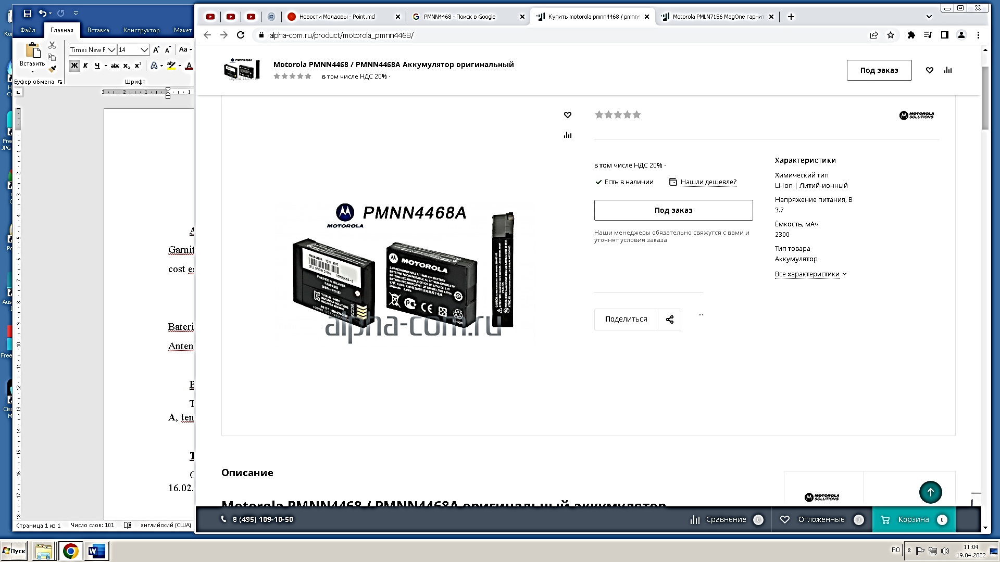 Новости Молдовы - Point.md
PMNN4468 - Поиск в Google
Купить motorola pmnn4468 / pmnn4
Motorola PMLN7156 MagOne гарнит
Файл
Главная
Вставка
Конструктор
Макет
alpha-com.ru/product/motorola_pmnn4468/
Вставить
Times New F
14
Aa
Ж К Ч abc x₂ x²
Буфер обмена
Шрифт
Motorola PMNN4468 / PMNN4468A Аккумулятор оригинальный
в том числе НДС 20% -
Под заказ
MOTOROLA
SOLUTIONS
в том числе НДС 20% -
Есть в наличии
Нашли дешевле?
Под заказ
Наши менеджеры обязательно свяжутся с вами и
уточнят условия заказа
Характеристики
Химический тип
Li-Ion | Литий-ионный
Напряжение питания, В
3.7
Ёмкость, мАч
2300
Тип товара
Аккумулятор
Все характеристики
Поделиться
...
MOTOROLA
PMNN4468A
MOTOROLA
Li-ion
alpha-com.ru
Garnit
cost es
Bateri
Anten
A, ten
16.02.
Описание
Motorola PMNN4468 / PMNN4468A оригинальный аккумулятор
MOTOROLA
SOLUTIONS
8 (495) 109-10-50
Сравнение 0
Отложенные 0
Корзина 0
Страница 1 из 1
Число слов: 101
английский (США)
Пуск
RO
11:04
19.04.2022